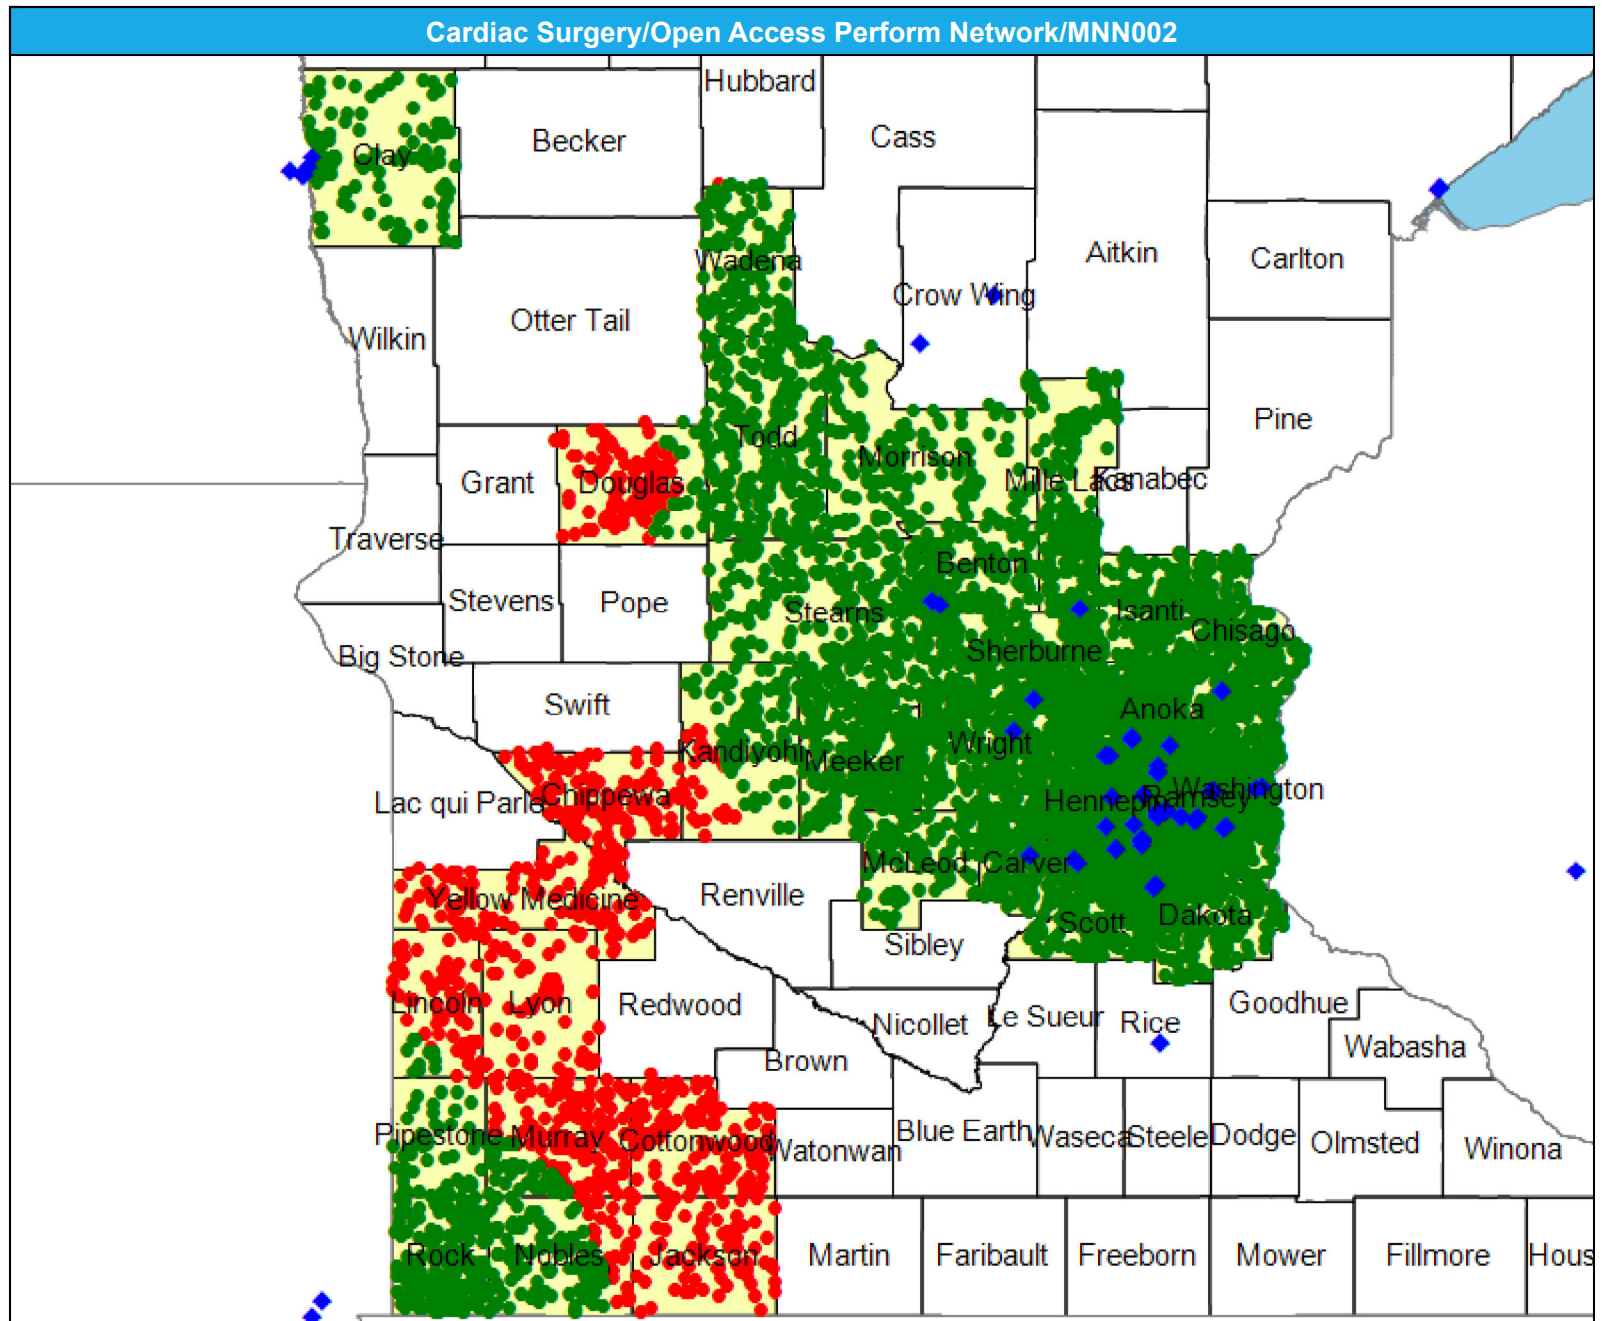 Cardiac Surgery/Open Access Perform Network/MNN002
Hubbard
Cass
Becker
Clay
Wadena
Aitkin
Carlton
Crow Wing
Otter Tail
Wilkin
Pine
Todd
Morrison
Mille Lacs
Kanabec
Grant
Douglas
Traverse
Benton
Stevens
Pope
Stearns
Isanti
Chisago
Sherburne
Big Stone
Swift
Anoka
Kandiyohi
Meeker
Wright
Lac qui Parle
Chippewa
Hennepin
Ramsey
Washington
McLeod
Carver
Yellow Medicine
Renville
Scott
Dakota
Sibley
Lincoln
Lyon
Redwood
Nicollet
Le Sueur
Rice
Goodhue
Wabasha
Brown
Pipestone
Murray
Cottonwood
Watonwan
Blue Earth
Waseca
Steele
Dodge
Olmsted
Winona
Rock
Nobles
Jackson
Martin
Faribault
Freeborn
Mower
Fillmore
Hous